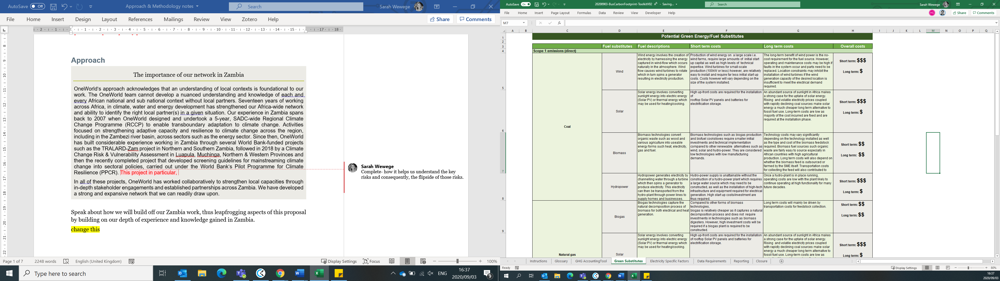 AutoSave Off
Approach & Methodology notes
Search
Sarah Wewege
File Home Insert Design Layout References Mailings Review View Zotero Help
Share Comments
Approach
The importance of our network in Zambia
OneWorld's approach acknowledges that an understanding of local contexts is foundational to our
work. The OneWorld team cannot develop a nuanced understanding and knowledge of each and
every African national and sub national context without local partners. Seventeen years of working
across Africa, in climate, water and energy development has strengthened our Africa-wide network
and ability to identify the right local partner(s) in a given situation. Our experience in Zambia spans
back to 2007 when OneWorld designed and undertook a 5-year, SADC-wide Regional Climate
Change Programme (RCCP) to enable transboundary adaptation to climate change. Activities
focused on strengthening adaptive capacity and resilience to climate change across the region,
including in the Zambezi river basin, across sectors such as the energy sector. Since then, OneWorld
has built considerable experience working in Zambia through several World Bank-funded projects
such as the TRALARD-Zam project in Northern and Southern Zambia, followed in 2018 by a Climate
Change Risk & Vulnerability Assessment in Luapula, Muchinga, Northern & Western Provinces and
then the recently completed project that developed screening guidelines for mainstreaming climate
change into sectoral policies, carried out under the World Bank's Pilot Programme for Climate
Resilience (PPCR). This project in particular,
In all of these projects, OneWorld has worked collaboratively to strengthen local capacities through
in-depth stakeholder engagements and established partnerships across Zambia. We have developed
a strong and expansive network that we can readily draw upon.
Sarah Wewege
Complete- how it helps us understand the key
risks and consequently, the flipside of those risks.
Speak about how we will build off our Zambia work, thus leapfrogging aspects of this proposal
by building on our depth of experience and knowledge gained in Zambia.
change this
Page 1 of 7 2248 words English (United Kingdom) Display Settings Focus 100%
Type here to search
ENG
16:37
2020/09/03
9
AutoSave On
20200903-BusCarbonFootprint-ToolkitV02 - Saving...
Search
Sarah Wewege
File Home Insert Page Layout Formulas Data Review View Developer Help
HS Share Comments
M7
fx
A B C D E F G H I J K L M N O P Q
1
2
3
4
5
6
7
8
9
Potential Green Energy/Fuel Substitutes
Fuel substitutes Fuel descriptions Short term costs Long term costs Overall costs
Scope 1 emissions (direct)
Coal
Wind
Wind energy involves the creation of
electricity by harnessing the energy
captured in wind-flow which occurs
naturally in the atmosphere. Wind
flow causes wind turbines to rotate
which in turn spins a generator
resulting in electricity production.
Production of wind energy on a large scale i.e.
wind farms, require large amounts of initial start
up capital as well as high levels of technical
expertise. Wind turbines for small-scale
production (100kW or less) however, are relatively
easy to install and require far less initial start up
costs. Costs however will vary depending on the
size of the system installed.
The long-term benefit of wind power is the no-
cost requirement for the fuel source. However,
operating and maintenance costs may be high if
faults in the system occur and parts need to be
replaced. Location constraints may inhibit the
installation of wind turbines if the wind
generation capacity of the desired location is
insufficient to meet the electrical demand
required.
Short term: $$$
Long term: $
Solar
Solar energy involves converting
sunlight energy into electric energy
(Solar PV) or thermal energy which
may be used for heating/cooking.
High up-front costs are required for the installation
of
rooftop Solar PV panels and batteries for
electrification storage.
An abundant source of sunlight in Africa makes
a strong case for the uptake of solar energy.
Rising and volatile electricity prices coupled
with rapidly declining coal sources make solar
energy a much cheaper long term alternative to
fossil fuel use. Long-term costs are low as
majority of the cost incurred are fixed and are
required at the installation phase.
Short term: $$$
Long term: $
Biomass
Biomass technologies convert
organic waste such as wood and
various agriculture into useable
energy forms such heat, electricity,
gas and fuel.
Biomass technologies such as biogas production
and biofuel cookstoves require smaller initial
investments and technical implementation
compared to other renewable alternatives such as
wind, solar and hydro-power. They are considered
low technologies with low manufacturing
demands.
Technology costs may vary significantly
depending on the technology installed as well
as the type and cost of the biomass feedstock
required. Biomass fuel sources such organic
waste are fairly easy to source especially in
African countries with high agricultural
production. Long term costs will also depend on
whether the biomass feed is outsourced or
farmed by the SME itself. Transportation costs
for collecting the feed will also contributed to
Short term: $$
Long term: $$
Hydropower
Hydropower generates electricity by
channelling water through a turbine
which then spins a generator to
produce electricity. This electricity
can then be transported from the
hydro-plant through power lines to
supply homes and businesses.
Hydro-power supply is unattainable without the
construction of a hydro-power plant which requires
a large water source which may need to be
constructed, as well as the installation of high-tech
infrastructure and equipment required for electrical
generation. High start up costs/investment are
thus required.
Once a hydro-plant is in place running,
operating costs are low with the plant likely to
continue operating at high functionality for many
future decades.
Short term: $$$
Long term: $
Natural gas
Biogas
Biogas technologies capture the
natural decomposition process of
biomass for both electrical and heat
generation.
Compared to other forms of biomass
technologies,
biogas is relatively cheaper as it captures a natural
decomposition process and does not require
investments in technologies such as biomass
digesters. However, high investment costs will be
required if a biogas plant is required to be
constructed.
Long term costs will mainly be driven by
transportation costs for feedstock collection.
Short term: $$
Long term: $$
Solar
Solar energy involves converting
sunlight energy into electric energy
(Solar PV) or thermal energy which
may be used for heating/cooking.
High up-front costs are required for the installation
of rooftop Solar PV panels and batteries for
electrification storage.
An abundant source of sunlight in Africa makes
a strong case for the uptake of solar energy.
Rising and volatile electricity prices coupled
with rapidly declining coal sources make solar
energy a much cheaper long term alternative to
fossil fuel use. Long-term costs are low as
Short term: $$$
Long term: $
Instructions Glossary GHG AccountingTool Green Substitutes Electricity Specific Factors Data Requirements Reporting Closure
Ready Display Settings 80%
16:37
2020/09/03